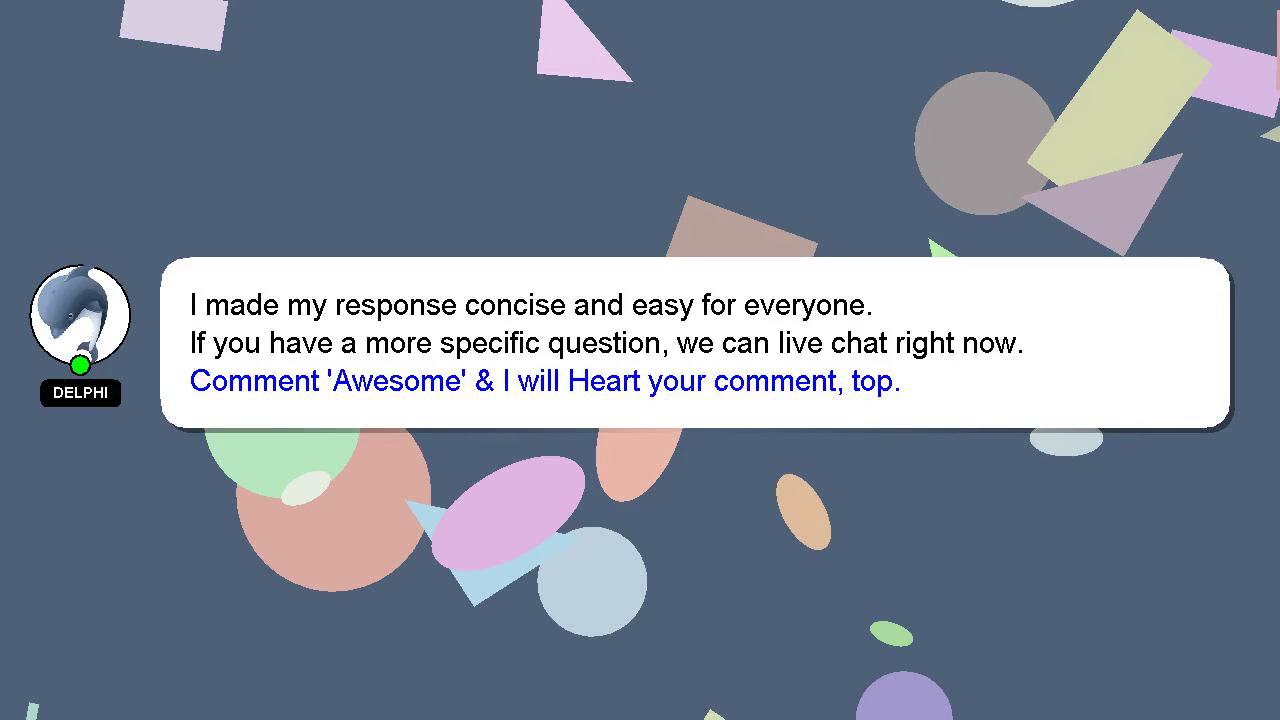 I made my response concise and easy for everyone.
If you have a more specific question, we can live chat right now.
Comment 'Awesome' & I will Heart your comment, top.
DELPHI